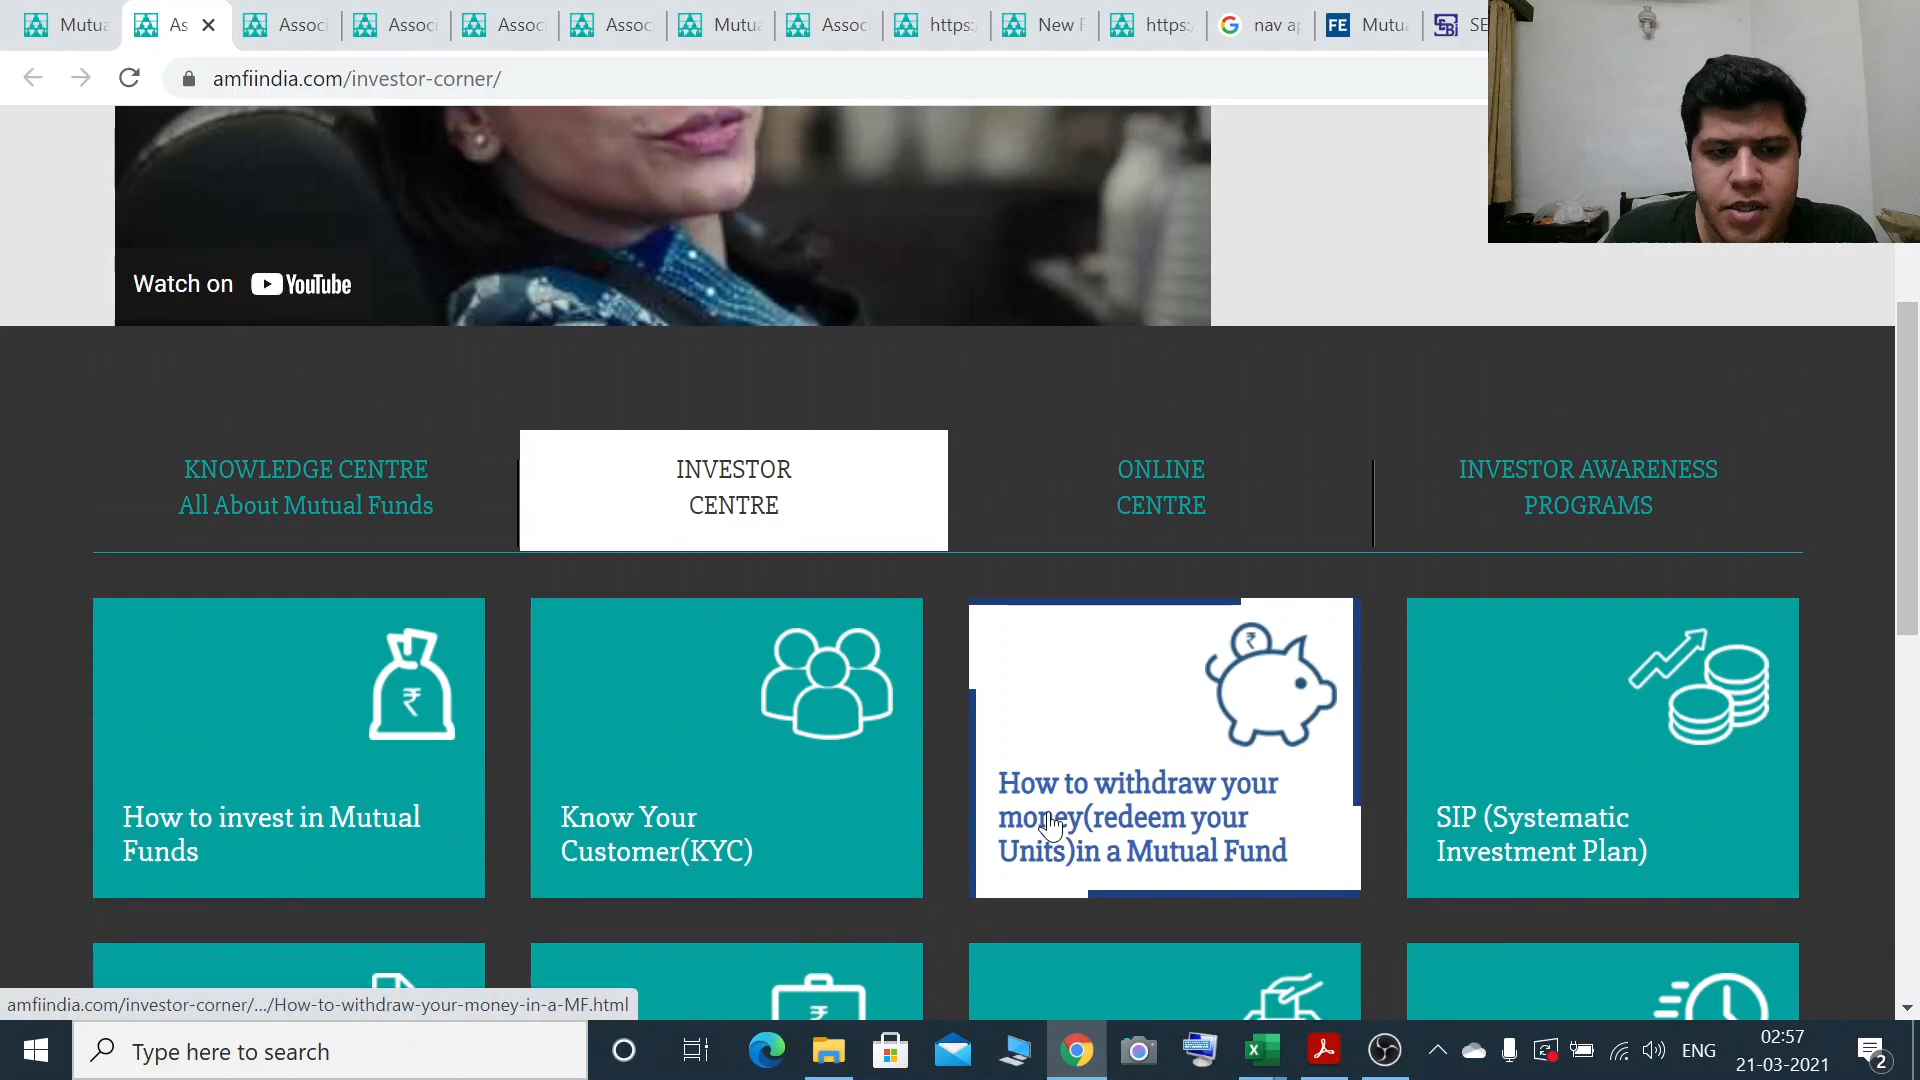 Mutua
As
Associ
Associ
Assoc
Assoc
Mutua
Assoc
https:/
New F
https:/
nav ap
FE
Mutu
SEBI
SE
amfiindia.com/investor-corner/
Watch on YouTube
KNOWLEDGE CENTRE
All About Mutual Funds
INVESTOR
CENTRE
ONLINE
CENTRE
INVESTOR AWARENESS
PROGRAMS
₹
How to invest in Mutual
Funds
Know Your
Customer(KYC)
₹
How to withdraw your
money(redeem your
Units)in a Mutual Fund
SIP (Systematic
Investment Plan)
₹
amfiindia.com/investor-corner/.../How-to-withdraw-your-money-in-a-MF.html
Type here to search
ENG
02:57
21-03-2021
2